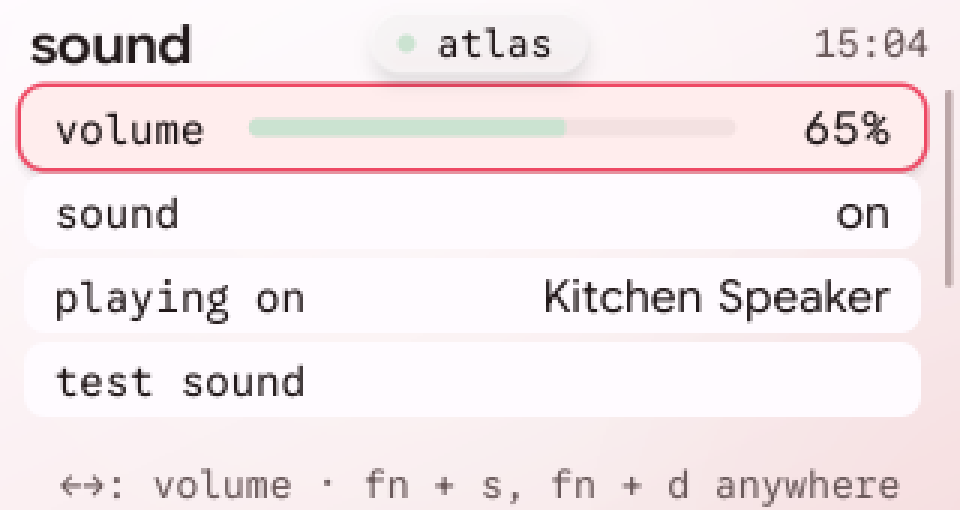 sound atlas 15:04
volume 65%
sound on
playing on Kitchen Speaker
test sound
↔: volume · fn + s, fn + d anywhere